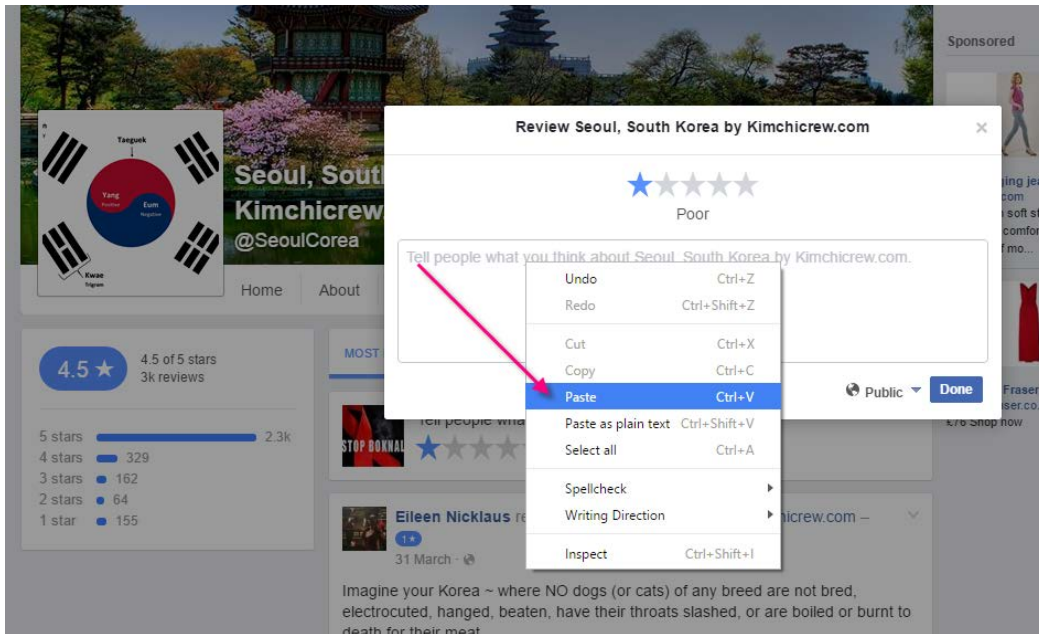 Sponsored
Review Seoul, South Korea by Kimchicrew.com
×
Taeguek
Yang
Positive
Eum
Negative
Kwae
Trigram
Seoul, Sout
Kimchicrew
@SeoulCorea
Poor
Tell people what you think about Seoul, South Korea by Kimchicrew.com.
Undo Ctrl+Z
Redo Ctrl+Shift+Z
Cut Ctrl+X
Copy Ctrl+C
Paste Ctrl+V
Paste as plain text Ctrl+Shift+V
Select all Ctrl+A
Spellcheck
Writing Direction
Inspect Ctrl+Shift+I
Public
Done
Home About
4.5 ★
4.5 of 5 stars
3k reviews
5 stars 2.3k
4 stars 329
3 stars 162
2 stars 64
1 star 155
MOST
STOP BOKNAL
Tell people wha
Eileen Nicklaus re
hicrew.com –
1★
31 March ·
Imagine your Korea ~ where NO dogs (or cats) of any breed are not bred,
electrocuted, hanged, beaten, have their throats slashed, or are boiled or burnt to
death for their meat
ging jea
com
soft st
comfor
f mo...
Fraser
ser.co.
£76 Shop now